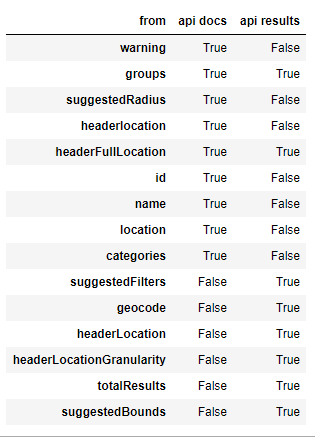 from api docs api results
warning True False
groups True True
suggestedRadius True False
headerlocation True False
headerFullLocation True True
id True False
name True False
location True False
categories True False
suggestedFilters False True
geocode False True
headerLocation False True
headerLocationGranularity False True
totalResults False True
suggestedBounds False True